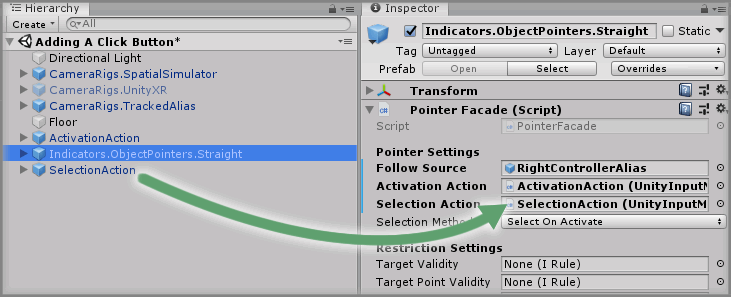 Hierarchy
Create
All
Adding A Click Button*
Directional Light
CameraRigs.SpatialSimulator
CameraRigs.UnityXR
CameraRigs.TrackedAlias
Floor
ActivationAction
Indicators.ObjectPointers.Straight
SelectionAction
Inspector
Indicators.ObjectPointers.Straight Static
Tag Untagged Layer Default
Prefab Open Select Overrides
Transform
Pointer Facade (Script)
Script PointerFacade
Pointer Settings
Follow Source RightControllerAlias
Activation Action ActivationAction (UnityInputM
Selection Action SelectionAction (UnityInputM
Selection Method Select On Activate
Restriction Settings
Target Validity None (I Rule)
Target Point Validity None (I Rule)